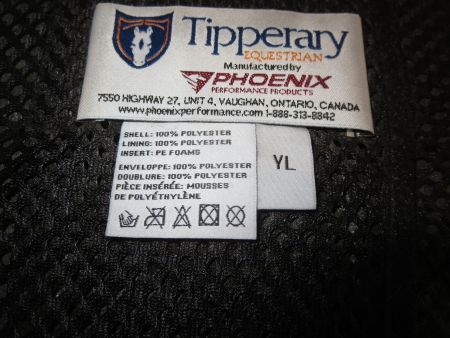 Tipperary
EQUESTRIAN
Manufactured by
PHOENIX
PERFORMANCE PRODUCTS
7550 HIGHWAY 27, UNIT 4, VAUGHAN, ONTARIO, CANADA
www.phoenixperformance.com 1-888-313-8842
SHELL: 100% POLYESTER
LINING: 100% POLYESTER
INSERT: PE FOAMS
ENVELOPPE: 100% POLYESTER
DOUBLURE: 100% POLYESTER
PIÈCE INSÉRÉE: MOUSSES
DE POLYÉTHYLÈNE
YL